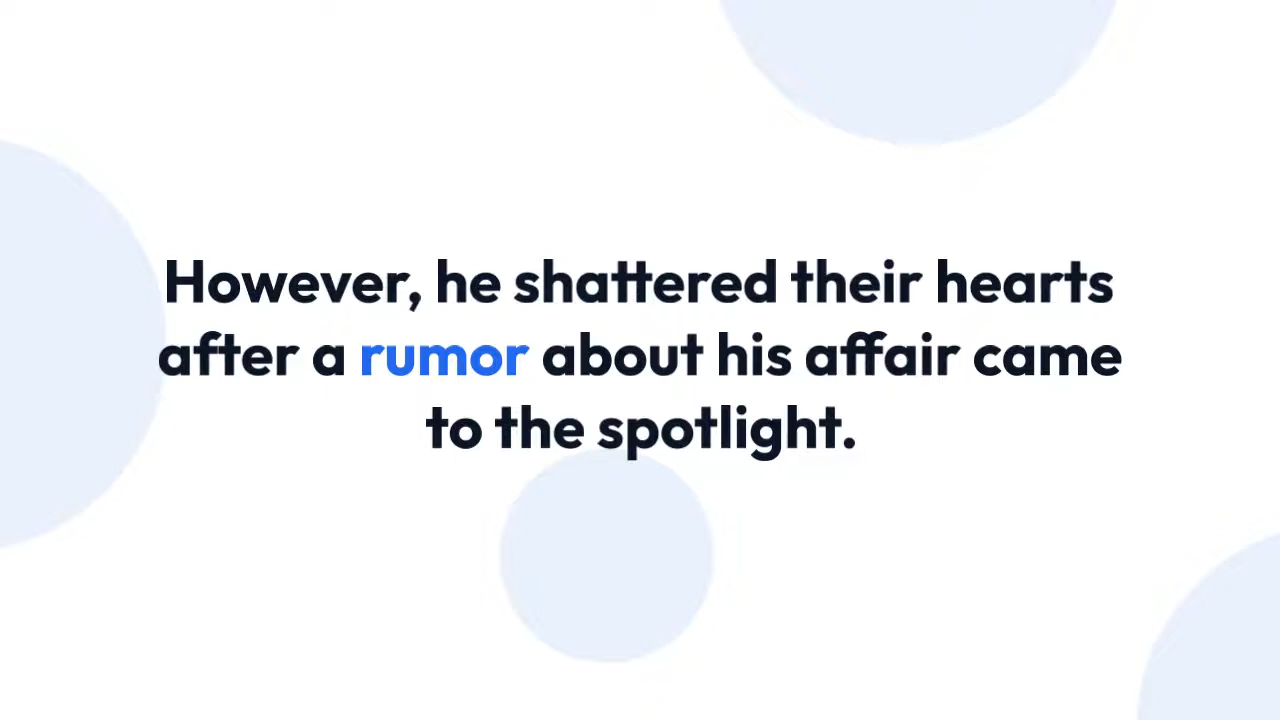 However, he shattered their hearts
after a rumor about his affair came
to the spotlight.